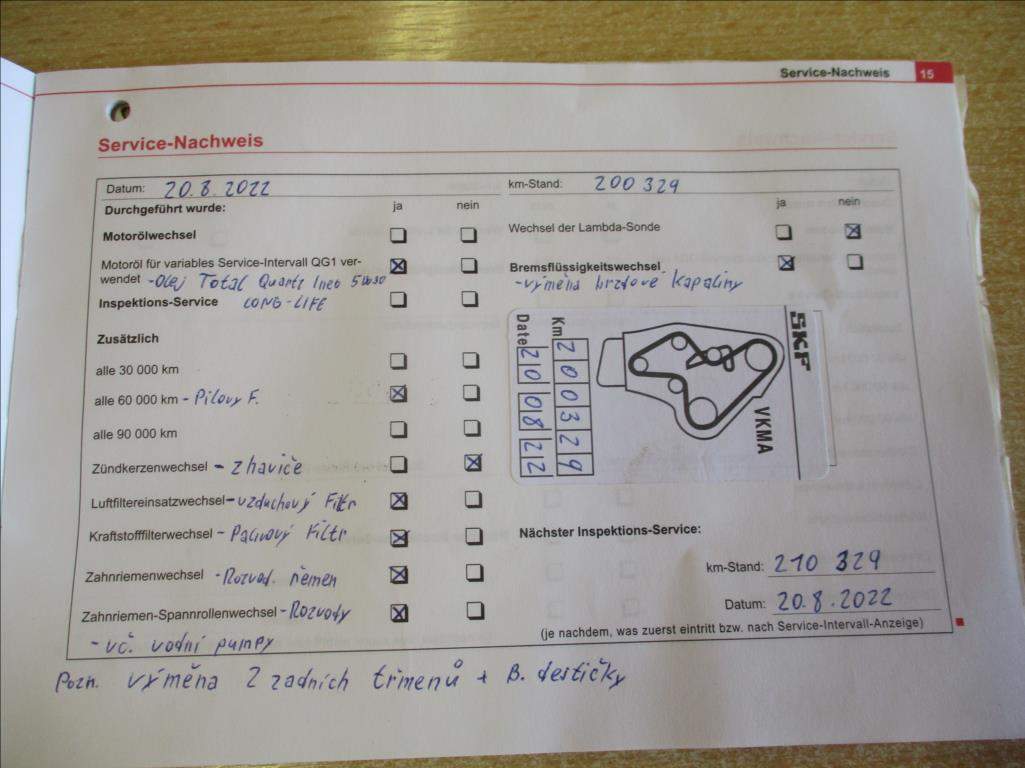 Service-Nachweis 15
Service-Nachweis
Datum: 20.8.2022
km-Stand: 200 329
Durchgeführt wurde:
ja nein
ja nein
Motorölwechsel
Wechsel der Lambda-Sonde
Motoröl für variables Service-Intervall QG1 ver-
wendet - Olej Total Quartz Ineo 5W30
Bremsflüssigkeitswechsel
- výměna brzdové kapaliny
Inspektions-Service LONG-LIFE
Zusätzlich
alle 30 000 km
alle 60 000 km - Pilový F.
alle 90 000 km
Zündkerzenwechsel - žhaviče
Luftfiltereinsatzwechsel - vzduchový Filtr
Kraftstofffilterwechsel - Palivový Filtr
Zahnriemenwechsel - Rozvod. řemen
Zahnriemen-Spannrollenwechsel - Rozvody
- vč. vodní pumpy
SKF
VKMA
Km 200329
Date 20 08 22
Nächster Inspektions-Service:
km-Stand: 210 329
Datum: 20.8.2022
(je nachdem, was zuerst eintritt bzw. nach Service-Intervall-Anzeige)
Pozn. výměna 2 zadních třmenů + B. destičky